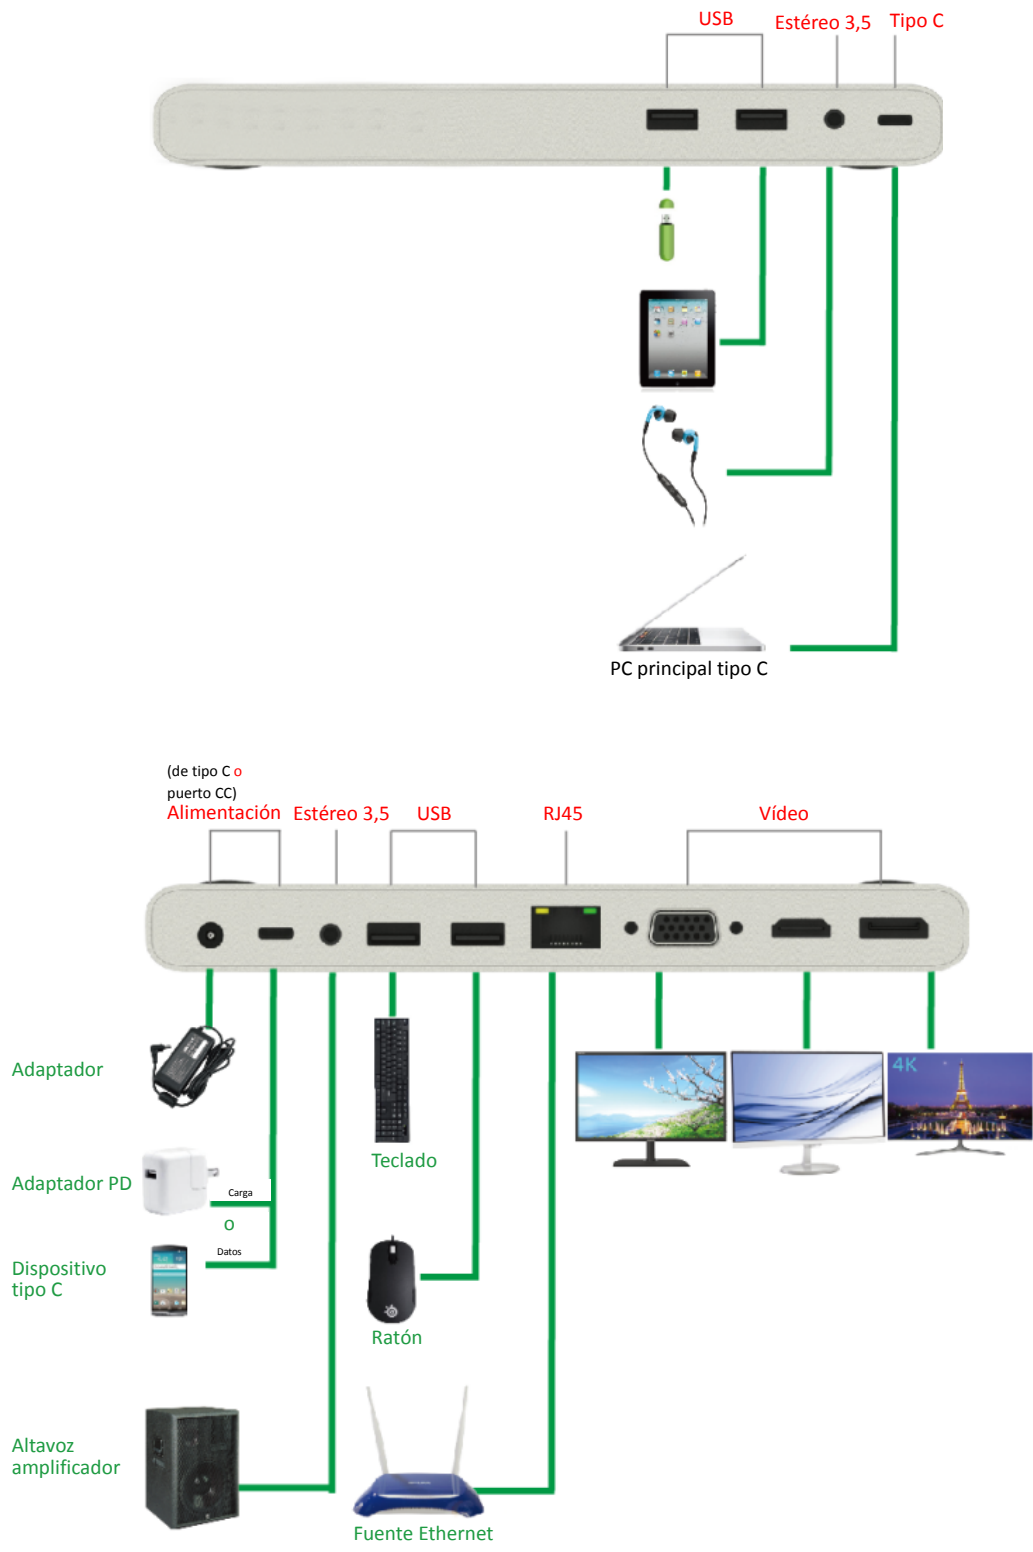 USB
Estéreo 3,5
Tipo C
PC principal tipo C
(de tipo C o
puerto CC)
Alimentación
Estéreo 3,5
USB
RJ45
Vídeo
Adaptador
4K
Teclado
Adaptador PD
Carga
o
Datos
Dispositivo
tipo C
Ratón
Altavoz
amplificador
Fuente Ethernet